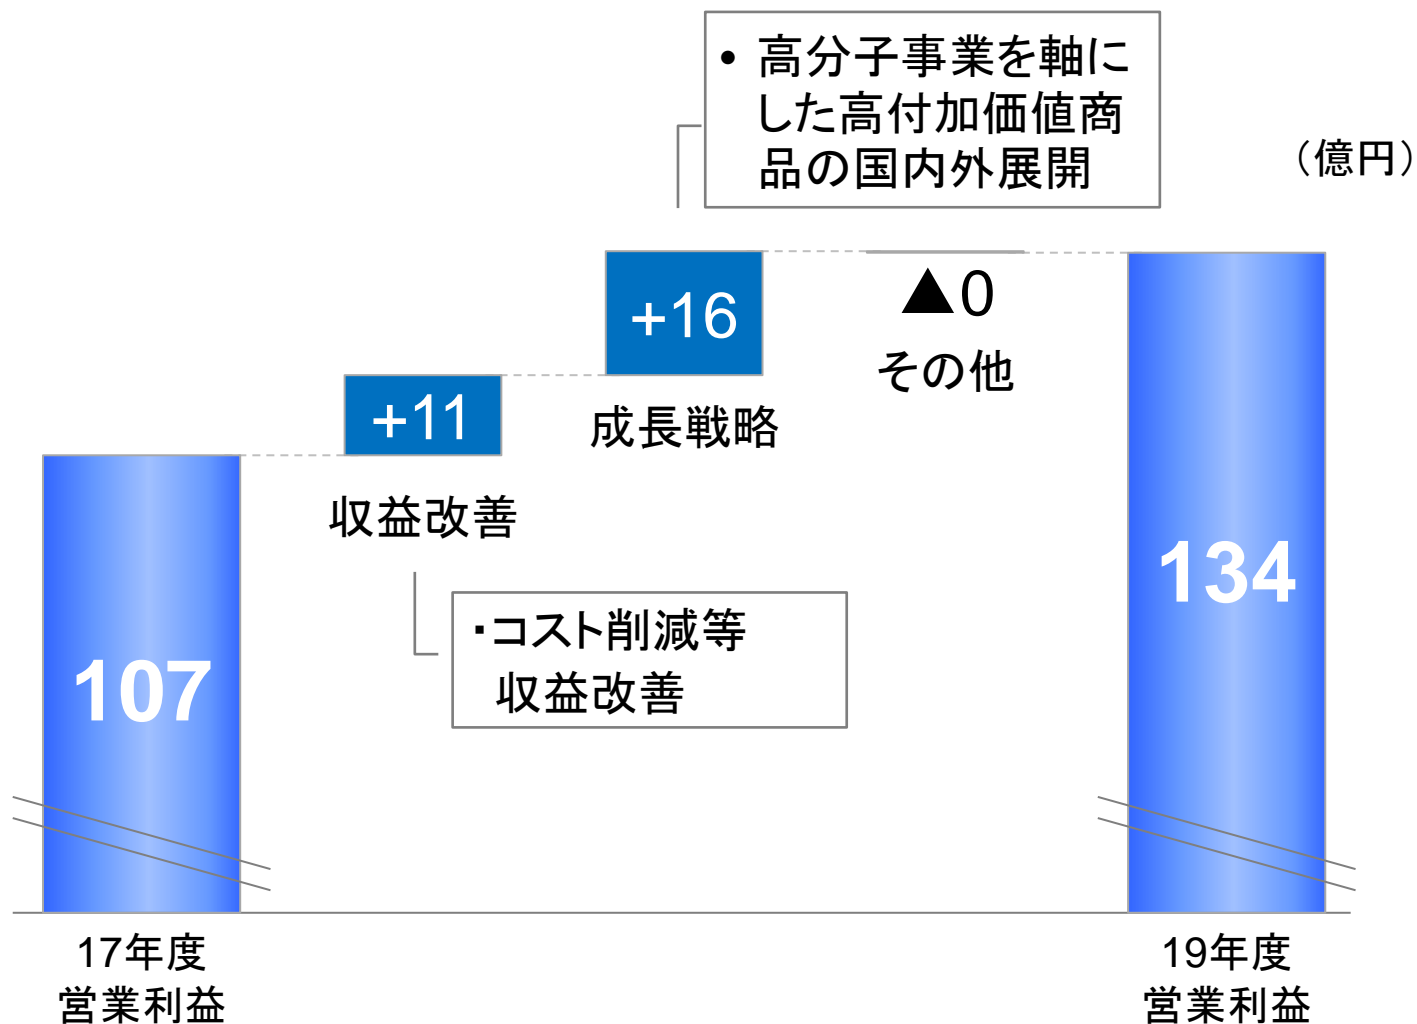 • 高分子事業を軸に
した高付加価値商
品の国内外展開
（億円）
+16
▲0
その他
+11
成長戦略
収益改善
・コスト削減等
収益改善
107
134
17年度
営業利益
19年度
営業利益